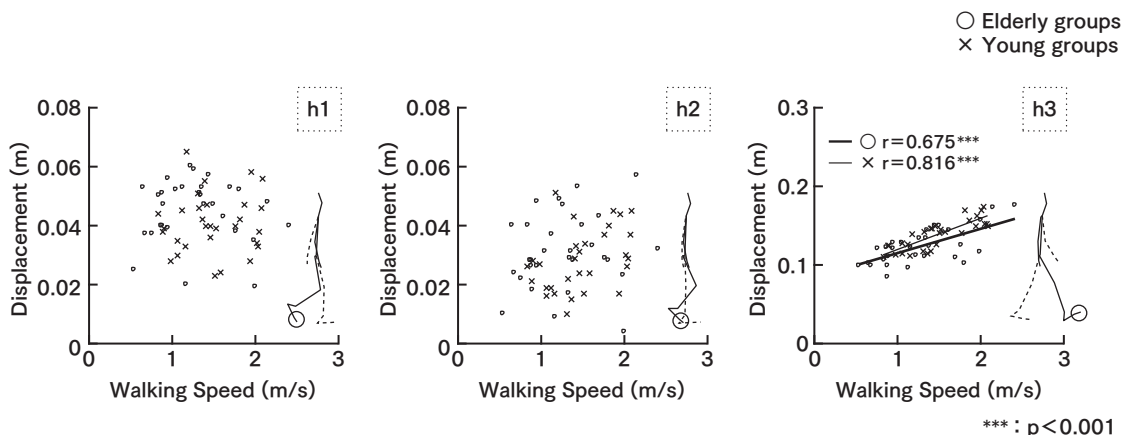 ○ Elderly groups
× Young groups
h1
h2
h3
0.08
0.06
0.04
0.02
0
0 1 2 3
Displacement (m)
Walking Speed (m/s)
0.08
0.06
0.04
0.02
0
0 1 2 3
Displacement (m)
Walking Speed (m/s)
0.3
0.2
0.1
0
0 1 2 3
Displacement (m)
Walking Speed (m/s)
○ r=0.675***
× r=0.816***
***: p<0.001